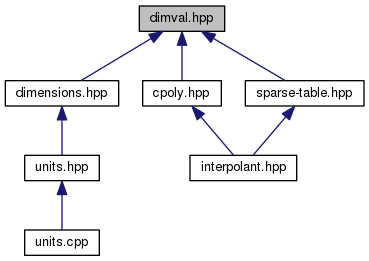 dimval.hpp
dimensions.hpp
cpoly.hpp
sparse-table.hpp
units.hpp
interpolant.hpp
units.cpp